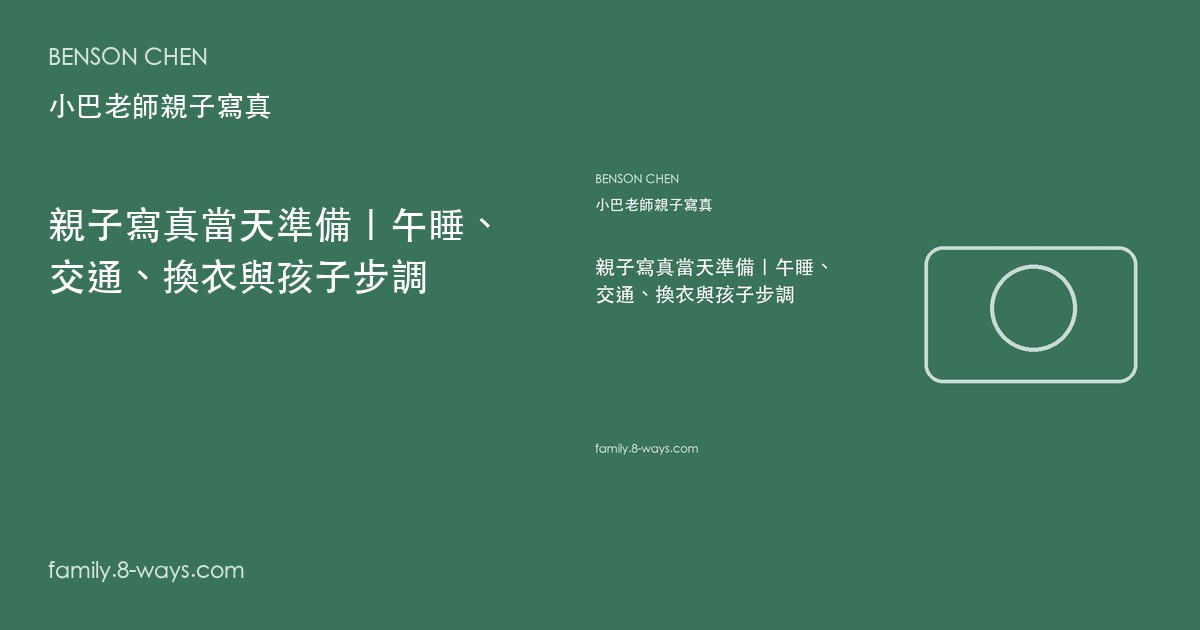 BENSON CHEN
小巴老師親子寫真
親子寫真當天準備｜午睡、
交通、換衣與孩子步調
family.8-ways.com
BENSON CHEN
小巴老師親子寫真
親子寫真當天準備｜午睡、
交通、換衣與孩子步調
family.8-ways.com